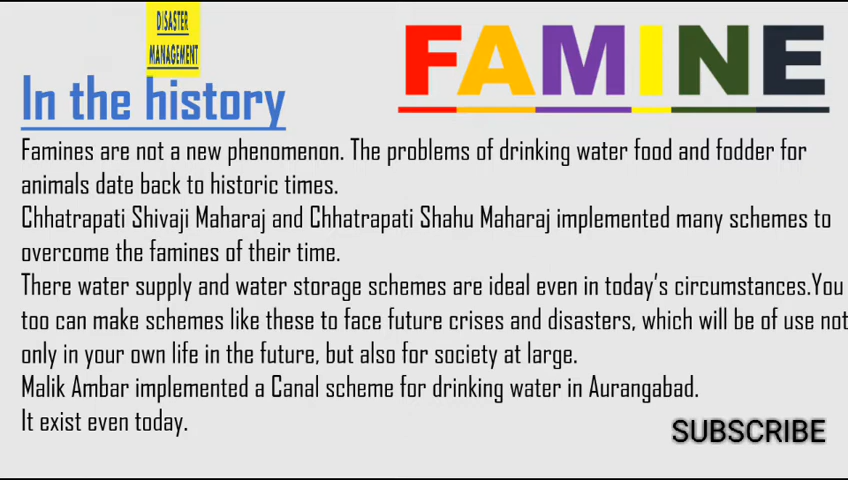 DISASTER
MANAGEMENT
FAMINE
In the history
Famines are not a new phenomenon. The problems of drinking water food and fodder for
animals date back to historic times.
Chhatrapati Shivaji Maharaj and Chhatrapati Shahu Maharaj implemented many schemes to
overcome the famines of their time.
There water supply and water storage schemes are ideal even in today's circumstances.You
too can make schemes like these to face future crises and disasters, which will be of use not
only in your own life in the future, but also for society at large.
Malik Ambar implemented a Canal scheme for drinking water in Aurangabad.
It exist even today.
SUBSCRIBE